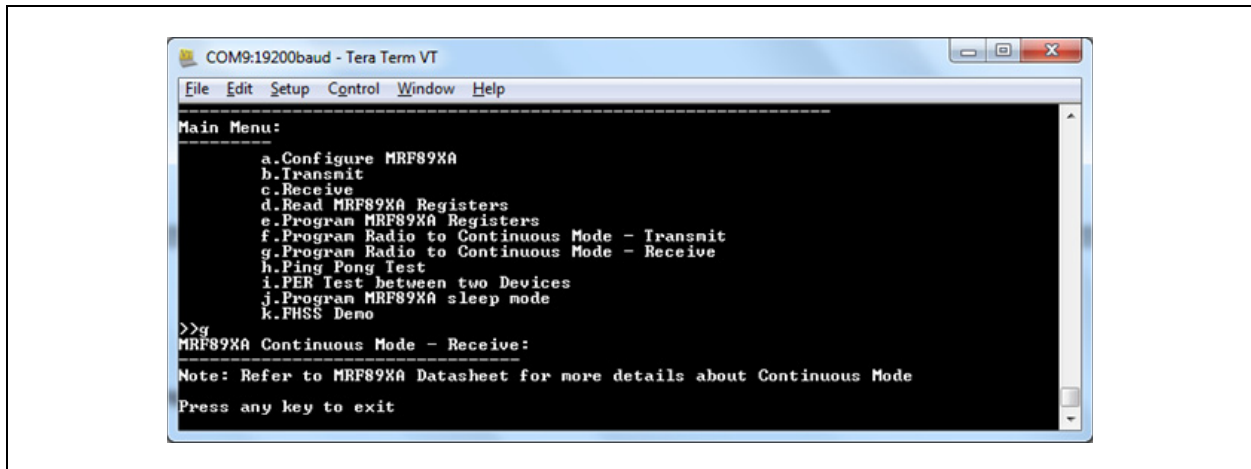 COM9:19200baud - Tera Term VT
File Edit Setup Control Window Help
Main Menu:
a.Configure MRF89XA
b.Transmit
c.Receive
d.Read MRF89XA Registers
e.Program MRF89XA Registers
f.Program Radio to Continuous Mode - Transmit
g.Program Radio to Continuous Mode - Receive
h.Ping Pong Test
i.PER Test between two Devices
j.Program MRF89XA sleep mode
k.FHSS Demo
>>g
MRF89XA Continuous Mode - Receive:
Note: Refer to MRF89XA Datasheet for more details about Continuous Mode
Press any key to exit